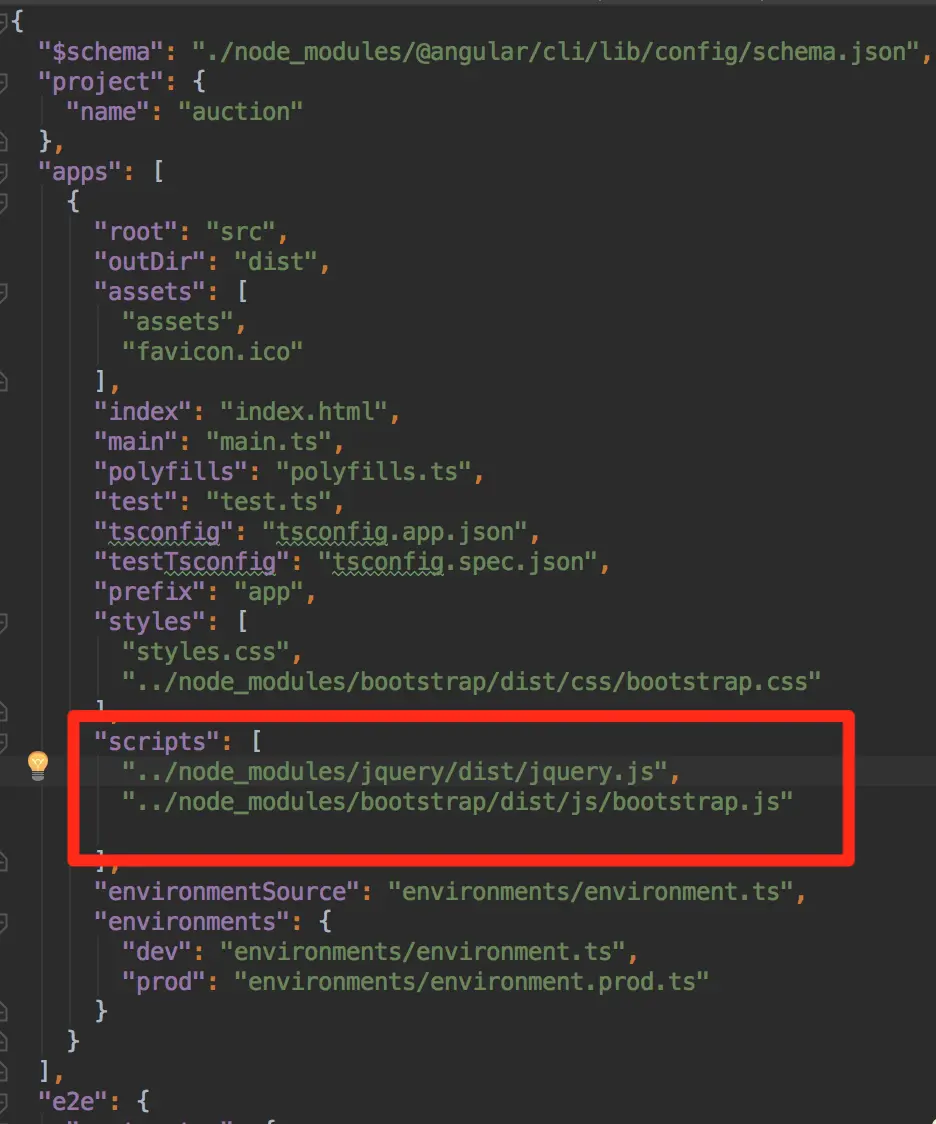 {
"$schema": "./node_modules/@angular/cli/lib/config/schema.json",
"project": {
"name": "auction"
},
"apps": [
{
"root": "src",
"outDir": "dist",
"assets": [
"assets",
"favicon.ico"
],
"index": "index.html",
"main": "main.ts",
"polyfills": "polyfills.ts",
"test": "test.ts",
"tsconfig": "tsconfig.app.json",
"testTsconfig": "tsconfig.spec.json",
"prefix": "app",
"styles": [
"styles.css",
"../node_modules/bootstrap/dist/css/bootstrap.css"
],
"scripts": [
"../node_modules/jquery/dist/jquery.js",
"../node_modules/bootstrap/dist/js/bootstrap.js"
],
"environmentSource": "environments/environment.ts",
"environments": {
"dev": "environments/environment.ts",
"prod": "environments/environment.prod.ts"
}
}
],
"e2e": {